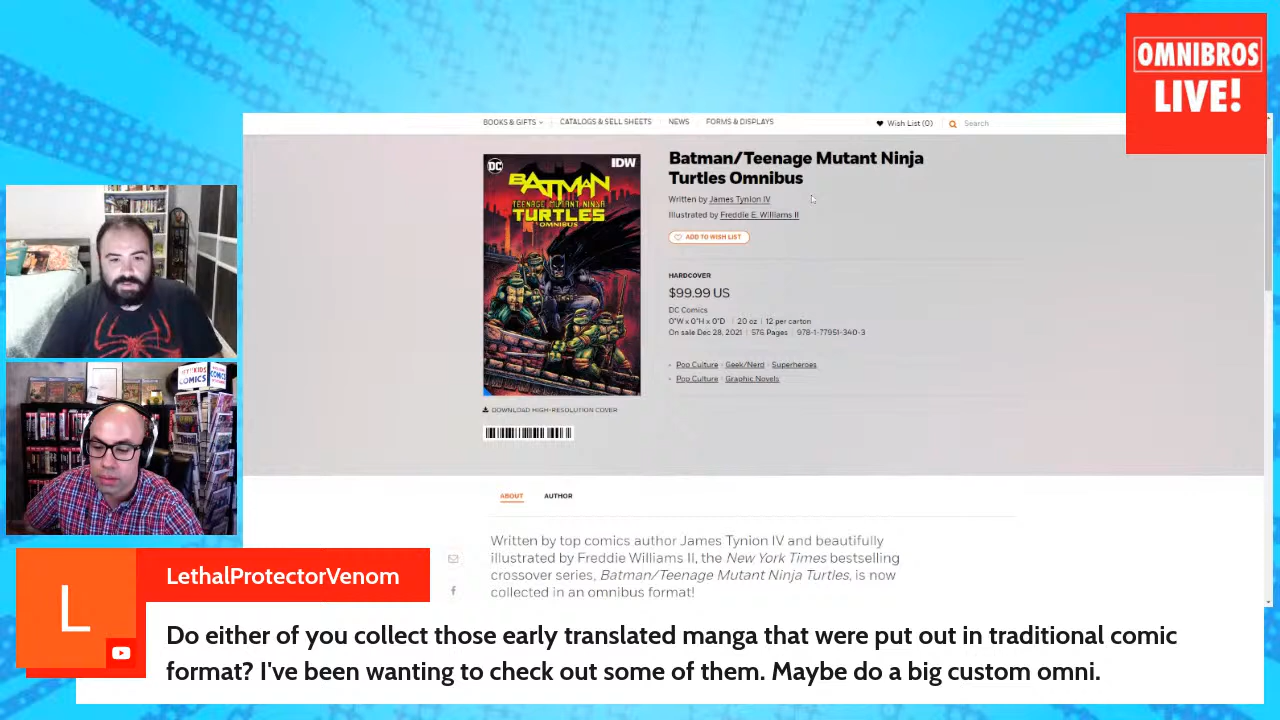 OMNIBROS
LIVE!
BOOKS & GIFTS
CATALOGS & SELL SHEETS
NEWS
FORMS & DISPLAYS
Wish List (0)
Search
DC
IDW
BATMAN
TEENAGE MUTANT NINJA
TURTLES
OMNIBUS
Batman/Teenage Mutant Ninja
Turtles Omnibus
Written by James Tynion IV
Illustrated by Freddie E. Williams II
ADD TO WISH LIST
HARDCOVER
$99.99 US
DC Comics
0"W x 0"H x 0"D | 20 oz | 12 per carton
On sale Dec 28, 2021 | 576 Pages 978-1-77951-340-3
Pop Culture | Geek/Nerd | Superheroes
Pop Culture | Graphic Novels
DOWNLOAD HIGH-RESOLUTION COVER
ABOUT
AUTHOR
Written by top comics author James Tynion IV and beautifully
illustrated by Freddie Williams II, the New York Times bestselling
crossover series, Batman/Teenage Mutant Ninja Turtles, is now
collected in an omnibus format!
COMICS
L
LethalProtectorVenom
Do either of you collect those early translated manga that were put out in traditional comic
format? I've been wanting to check out some of them. Maybe do a big custom omni.